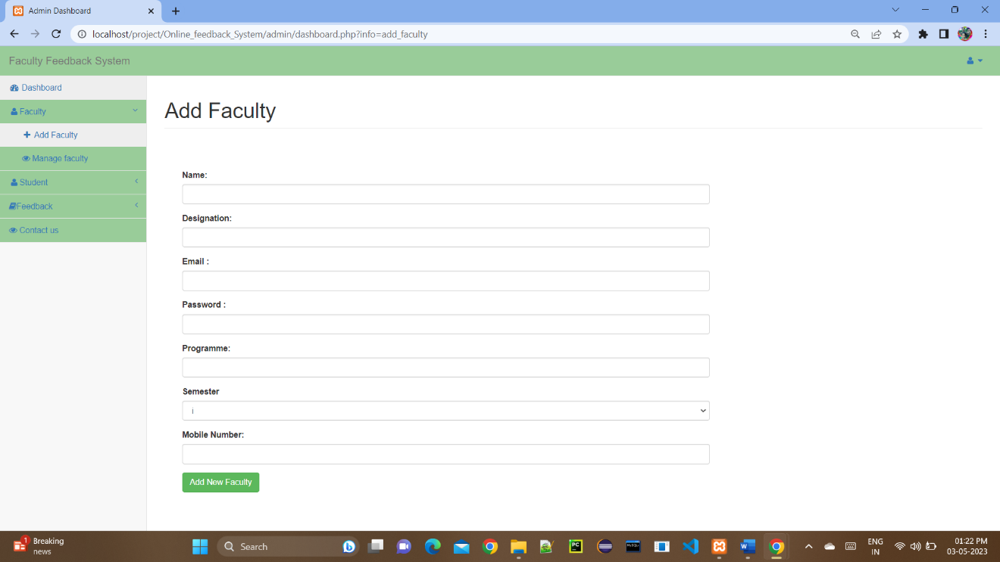 Admin Dashboard
localhost/project/Online_feedback_System/admin/dashboard.php?info=add_faculty
Faculty Feedback System
Dashboard
Faculty
Add Faculty
Manage faculty
Student
Feedback
Contact us
Add Faculty
Name:
Designation:
Email :
Password :
Programme:
Semester
i
Mobile Number:
Add New Faculty
1
Breaking
news
Search
PC
MySQL
W
ENG
IN
01:22 PM
03-05-2023